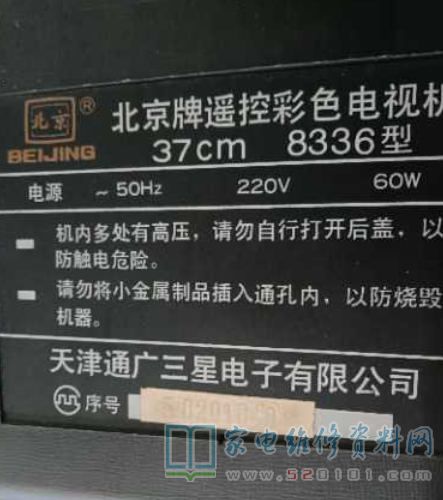 北京®
BEIJING
北京牌遥控彩色电视机
37cm 8336型
电源 ~50Hz 220V 60W
机内多处有高压，请勿自行打开后盖，以
防触电危险。
请勿将小金属制品插入通孔内，以防烧毁
机器。
天津通广三星电子有限公司
序号
家电维修资料网
www.520101.com